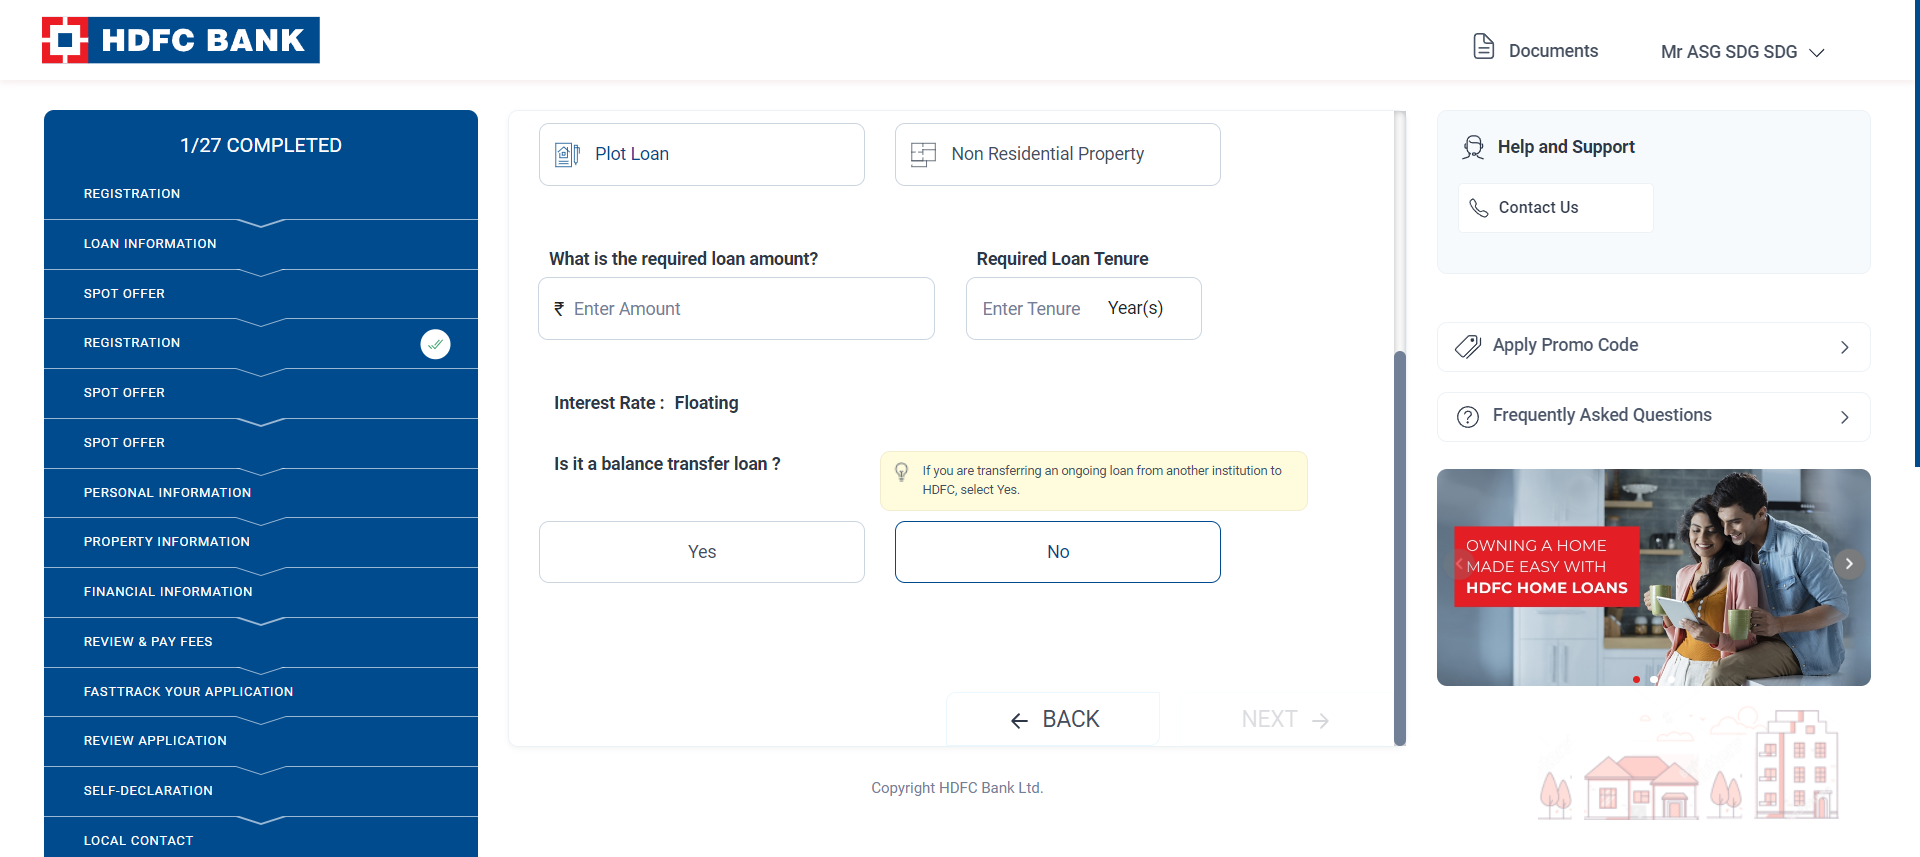 HDFC BANK
Documents
Mr ASG SDG SDG
1/27 COMPLETED
REGISTRATION
LOAN INFORMATION
SPOT OFFER
REGISTRATION
SPOT OFFER
SPOT OFFER
PERSONAL INFORMATION
PROPERTY INFORMATION
FINANCIAL INFORMATION
REVIEW & PAY FEES
FASTTRACK YOUR APPLICATION
REVIEW APPLICATION
SELF-DECLARATION
LOCAL CONTACT
Plot Loan
Non Residential Property
What is the required loan amount?
Required Loan Tenure
₹ Enter Amount
Enter Tenure Year(s)
Interest Rate : Floating
Is it a balance transfer loan ?
If you are transferring an ongoing loan from another institution to
HDFC, select Yes.
Yes
No
BACK
NEXT
Copyright HDFC Bank Ltd.
Help and Support
Contact Us
Apply Promo Code
Frequently Asked Questions
OWNING A HOME
MADE EASY WITH
HDFC HOME LOANS